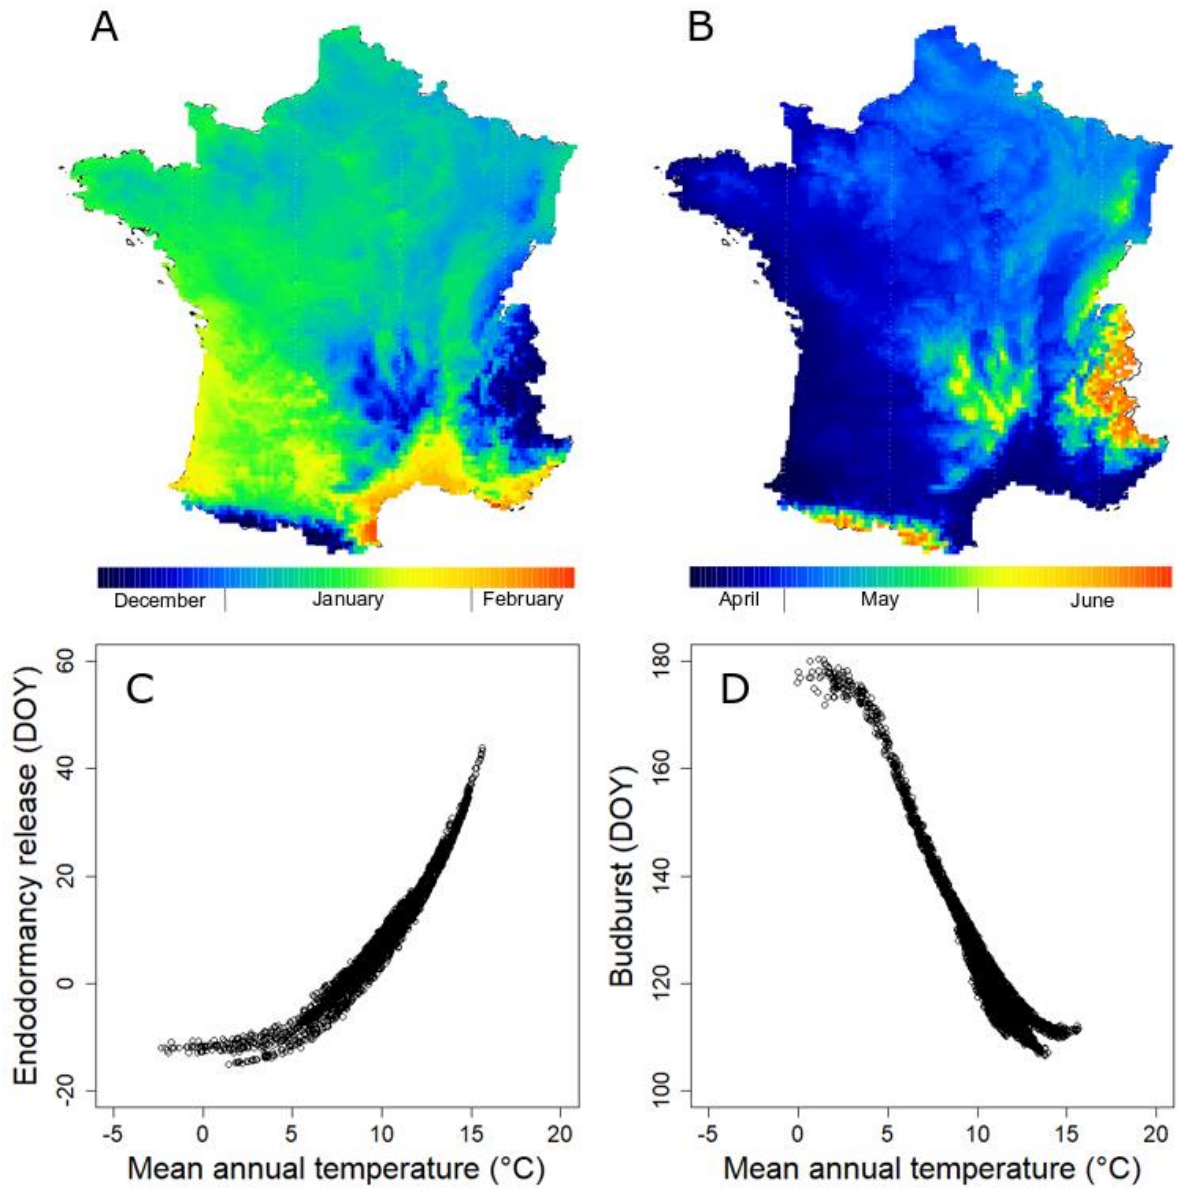 A
B
December January February
April May June
C
Endodormancy release (DOY)
60
40
20
0
-20
-5 0 5 10 15 20
Mean annual temperature (°C)
D
Budburst (DOY)
180
160
140
120
100
-5 0 5 10 15 20
Mean annual temperature (°C)